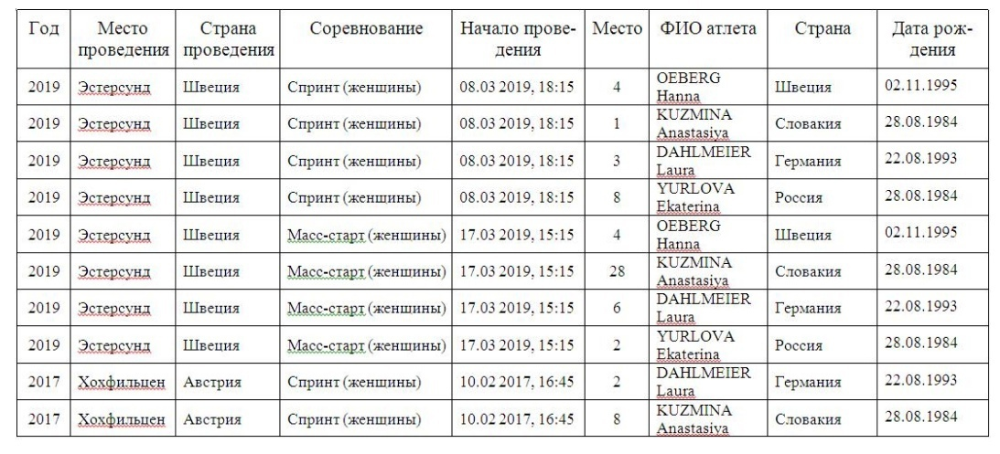 Год Место проведения Страна проведения Соревнование Начало прове-дения Место ФИО атлета Страна Дата рож-дения
2019 Эстерсунд Швеция Спринт (женщины) 08.03 2019, 18:15 4 OEBERG Hanna Швеция 02.11.1995
2019 Эстерсунд Швеция Спринт (женщины) 08.03 2019, 18:15 1 KUZMINA Anastasiya Словакия 28.08.1984
2019 Эстерсунд Швеция Спринт (женщины) 08.03 2019, 18:15 3 DAHLMEIER Laura Германия 22.08.1993
2019 Эстерсунд Швеция Спринт (женщины) 08.03 2019, 18:15 8 YURLOVA Ekaterina Россия 28.08.1984
2019 Эстерсунд Швеция Масс-старт (женщины) 17.03 2019, 15:15 4 OEBERG Hanna Швеция 02.11.1995
2019 Эстерсунд Швеция Масс-старт (женщины) 17.03 2019, 15:15 28 KUZMINA Anastasiya Словакия 28.08.1984
2019 Эстерсунд Швеция Масс-старт (женщины) 17.03 2019, 15:15 6 DAHLMEIER Laura Германия 22.08.1993
2019 Эстерсунд Швеция Масс-старт (женщины) 17.03 2019, 15:15 2 YURLOVA Ekaterina Россия 28.08.1984
2017 Хохфильцен Австрия Спринт (женщины) 10.02 2017, 16:45 2 DAHLMEIER Laura Германия 22.08.1993
2017 Хохфильцен Австрия Спринт (женщины) 10.02 2017, 16:45 8 KUZMINA Anastasiya Словакия 28.08.1984